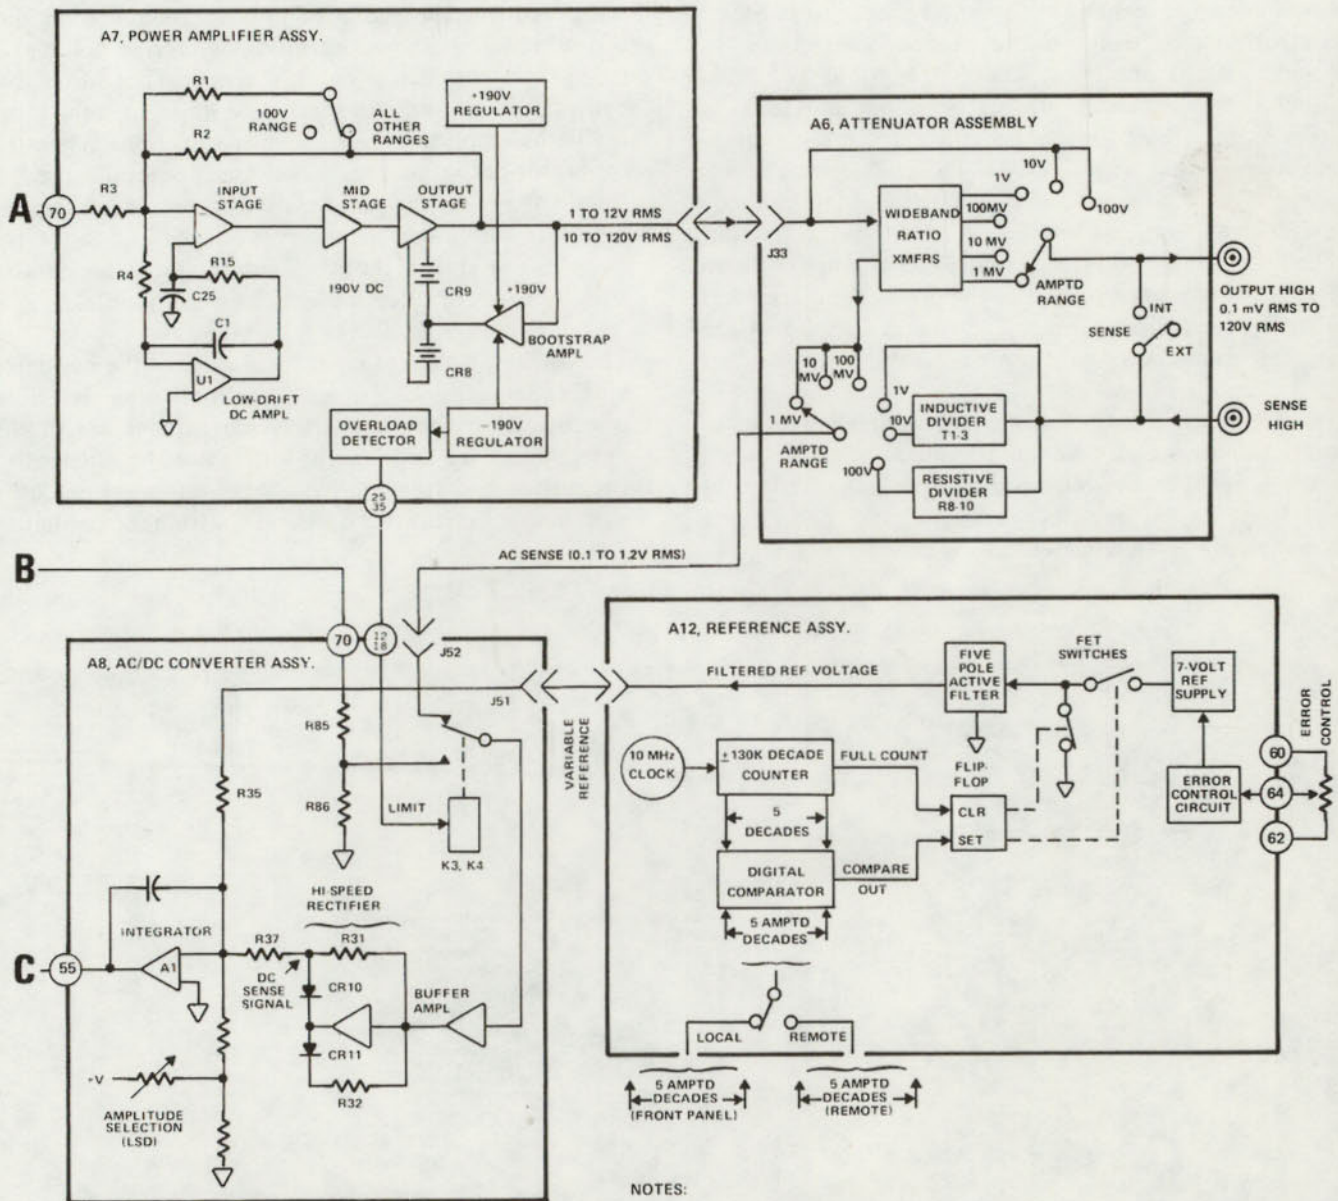 A7, POWER AMPLIFIER ASSY.
R1
100V
RANGE
ALL
OTHER
RANGES
R2
+190V
REGULATOR
A
70
R3
INPUT
STAGE
MID
STAGE
OUTPUT
STAGE
1 TO 12V RMS
10 TO 120V RMS
R4
R15
C25
190V DC
CR9
+190V
BOOTSTRAP
AMPL
C1
U1
LOW-DRIFT
DC AMPL
CR8
OVERLOAD
DETECTOR
-190V
REGULATOR
25
35
A6, ATTENUATOR ASSEMBLY
J33
WIDEBAND
RATIO
XMFRS
1V
10V
100V
100MV
10 MV
1 MV
AMPTD
RANGE
OUTPUT HIGH
0.1 mV RMS TO
120V RMS
INT
SENSE
EXT
10
MV
100
MV
1 MV
AMPTD
RANGE
1V
10V
INDUCTIVE
DIVIDER
T1-3
100V
RESISTIVE
DIVIDER
R8-10
SENSE
HIGH
AC SENSE (0.1 TO 1.2V RMS)
B
70
12
18
J52
A8, AC/DC CONVERTER ASSY.
J51
R85
R35
R86
LIMIT
K3, K4
HI-SPEED
RECTIFIER
INTEGRATOR
C
55
A1
R37
R31
DC
SENSE
SIGNAL
CR10
BUFFER
AMPL
CR11
R32
+V
AMPLITUDE
SELECTION
(LSD)
VARIABLE
REFERENCE
A12, REFERENCE ASSY.
FILTERED REF VOLTAGE
FIVE
POLE
ACTIVE
FILTER
FET
SWITCHES
7-VOLT
REF
SUPPLY
10 MHz
CLOCK
±130K DECADE
COUNTER
FULL COUNT
FLIP-
FLOP
CLR
SET
ERROR
CONTROL
CIRCUIT
60
64
62
ERROR
CONTROL
5
DECADES
DIGITAL
COMPARATOR
COMPARE
OUT
5 AMPTD
DECADES
LOCAL
REMOTE
5 AMPTD
DECADES
(FRONT PANEL)
5 AMPTD
DECADES
(REMOTE)
NOTES: